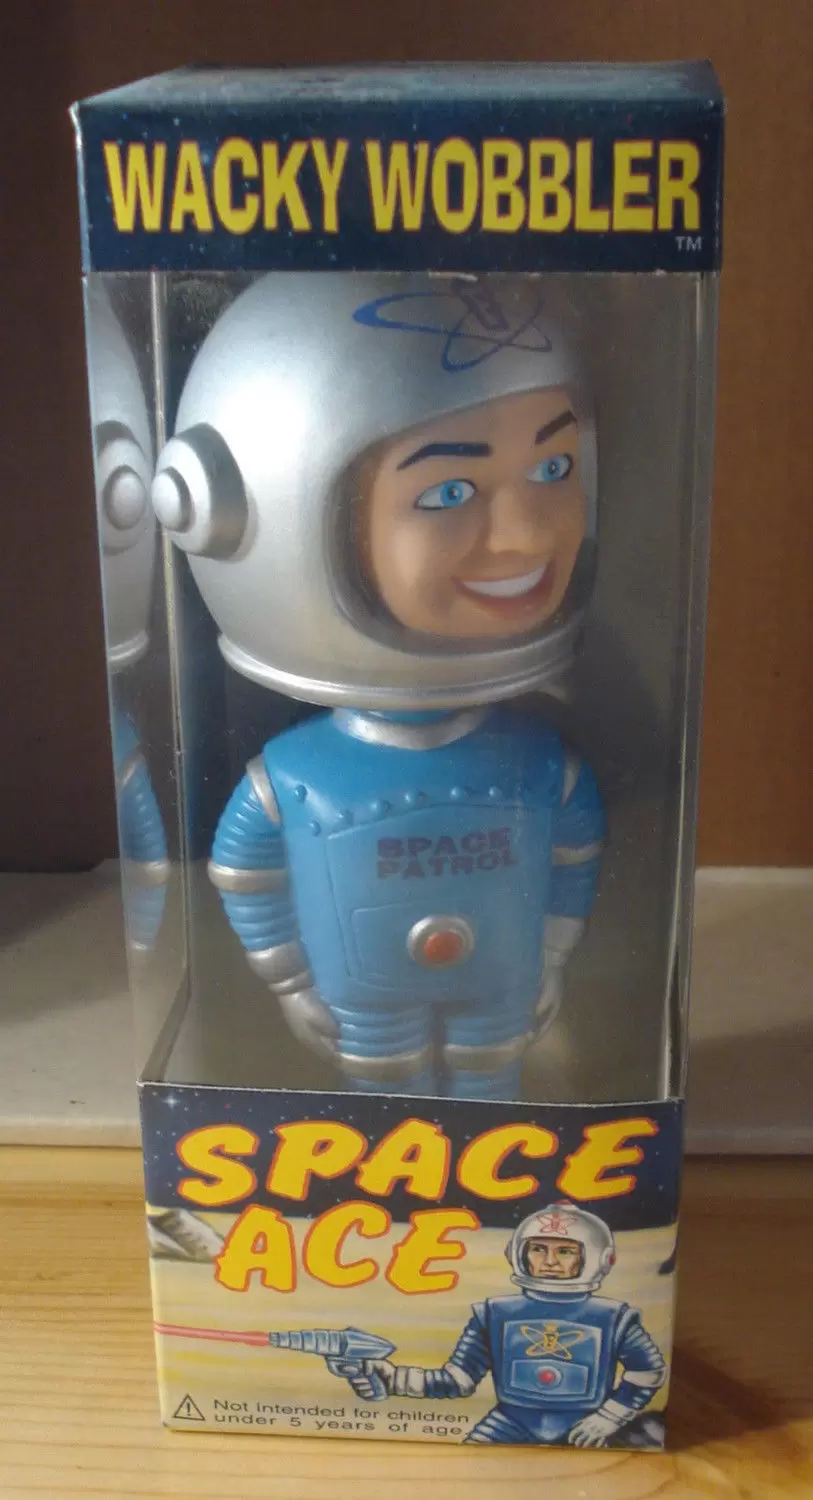 WACKY WOBBLER
TM
SPACE
PATROL
SPACE
ACE
⚠ Not intended for children
under 5 years of age.